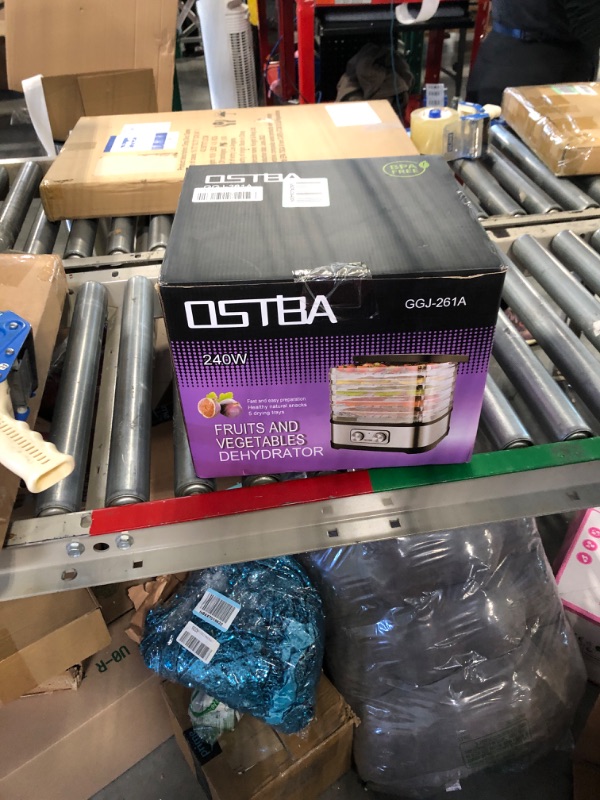 OSTBA
BPA
FREE
OSTBA
GGJ-261A
240W
Fast and easy preparation
Healthy natural snacks
5 drying trays
FRUITS AND
VEGETABLES
DEHYDRATOR
U0-R